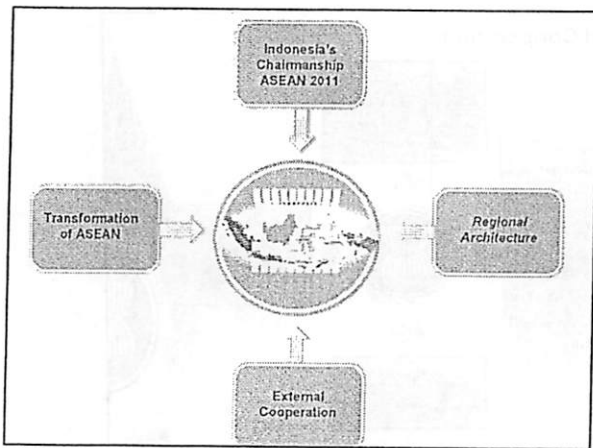 Indonesia's
Chairmanship
ASEAN 2011
Transformation
of ASEAN
Regional
Architecture
External
Cooperation